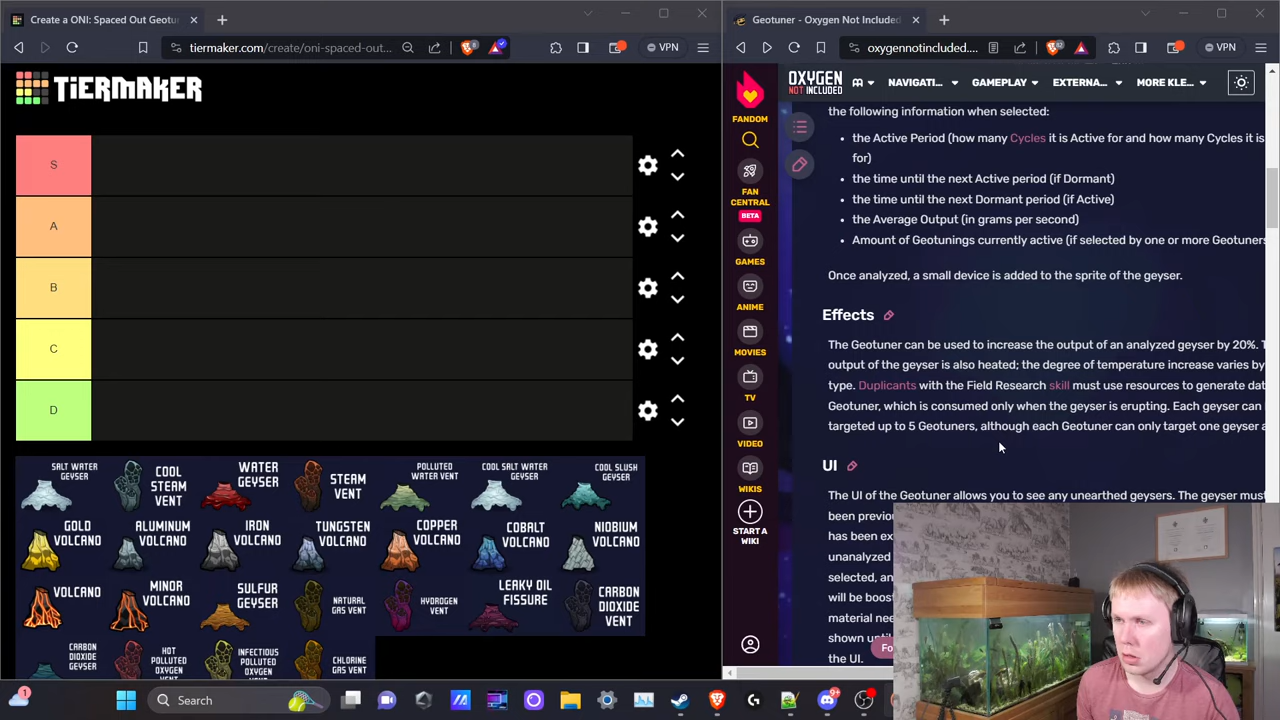 Create a ONI: Spaced Out Geotun
Geotuner - Oxygen Not Included
tiermaker.com/create/oni-spaced-out...
VPN
oxygennotincluded....
VPN
TiERMAKER
FANDOM
OXYGEN
NOT INCLUDED
NAVIGATI...
GAMEPLAY
EXTERNA...
MORE KLE...
S
A
B
C
D
FAN
CENTRAL
BETA
GAMES
ANIME
MOVIES
TV
VIDEO
WIKIS
START A
WIKI
the following information when selected:
the Active Period (how many Cycles it is Active for and how many Cycles it is
for)
the time until the next Active period (if Dormant)
the time until the next Dormant period (if Active)
the Average Output (in grams per second)
Amount of Geotunings currently active (if selected by one or more Geotuners
Once analyzed, a small device is added to the sprite of the geyser.
Effects
The Geotuner can be used to increase the output of an analyzed geyser by 20%. T
output of the geyser is also heated; the degree of temperature increase varies by
type. Duplicants with the Field Research skill must use resources to generate dat
Geotuner, which is consumed only when the geyser is erupting. Each geyser can
targeted up to 5 Geotuners, although each Geotuner can only target one geyser a
UI
The UI of the Geotuner allows you to see any unearthed geysers. The geyser must
been previou
has been ex
unanalyzed
selected, an
will be boost
material nee
shown unti
the UI.
Fo
SALT WATER
GEYSER
COOL
STEAM
VENT
WATER
GEYSER
STEAM
VENT
POLLUTED
WATER VENT
COOL SALT WATER
GEYSER
COOL SLUSH
GEYSER
GOLD
VOLCANO
ALUMINUM
VOLCANO
IRON
VOLCANO
TUNGSTEN
VOLCANO
COPPER
VOLCANO
COBALT
VOLCANO
NIOBIUM
VOLCANO
VOLCANO
MINOR
VOLCANO
SULFUR
GEYSER
NATURAL
GAS VENT
HYDROGEN
VENT
LEAKY OIL
FISSURE
CARBON
DIOXIDE
VENT
CARBON
DIOXIDE
GEYSER
HOT
POLLUTED
OXYGEN
VENT
INFECTIOUS
POLLUTED
OXYGEN VENT
CHLORINE
GAS VENT
1
Search